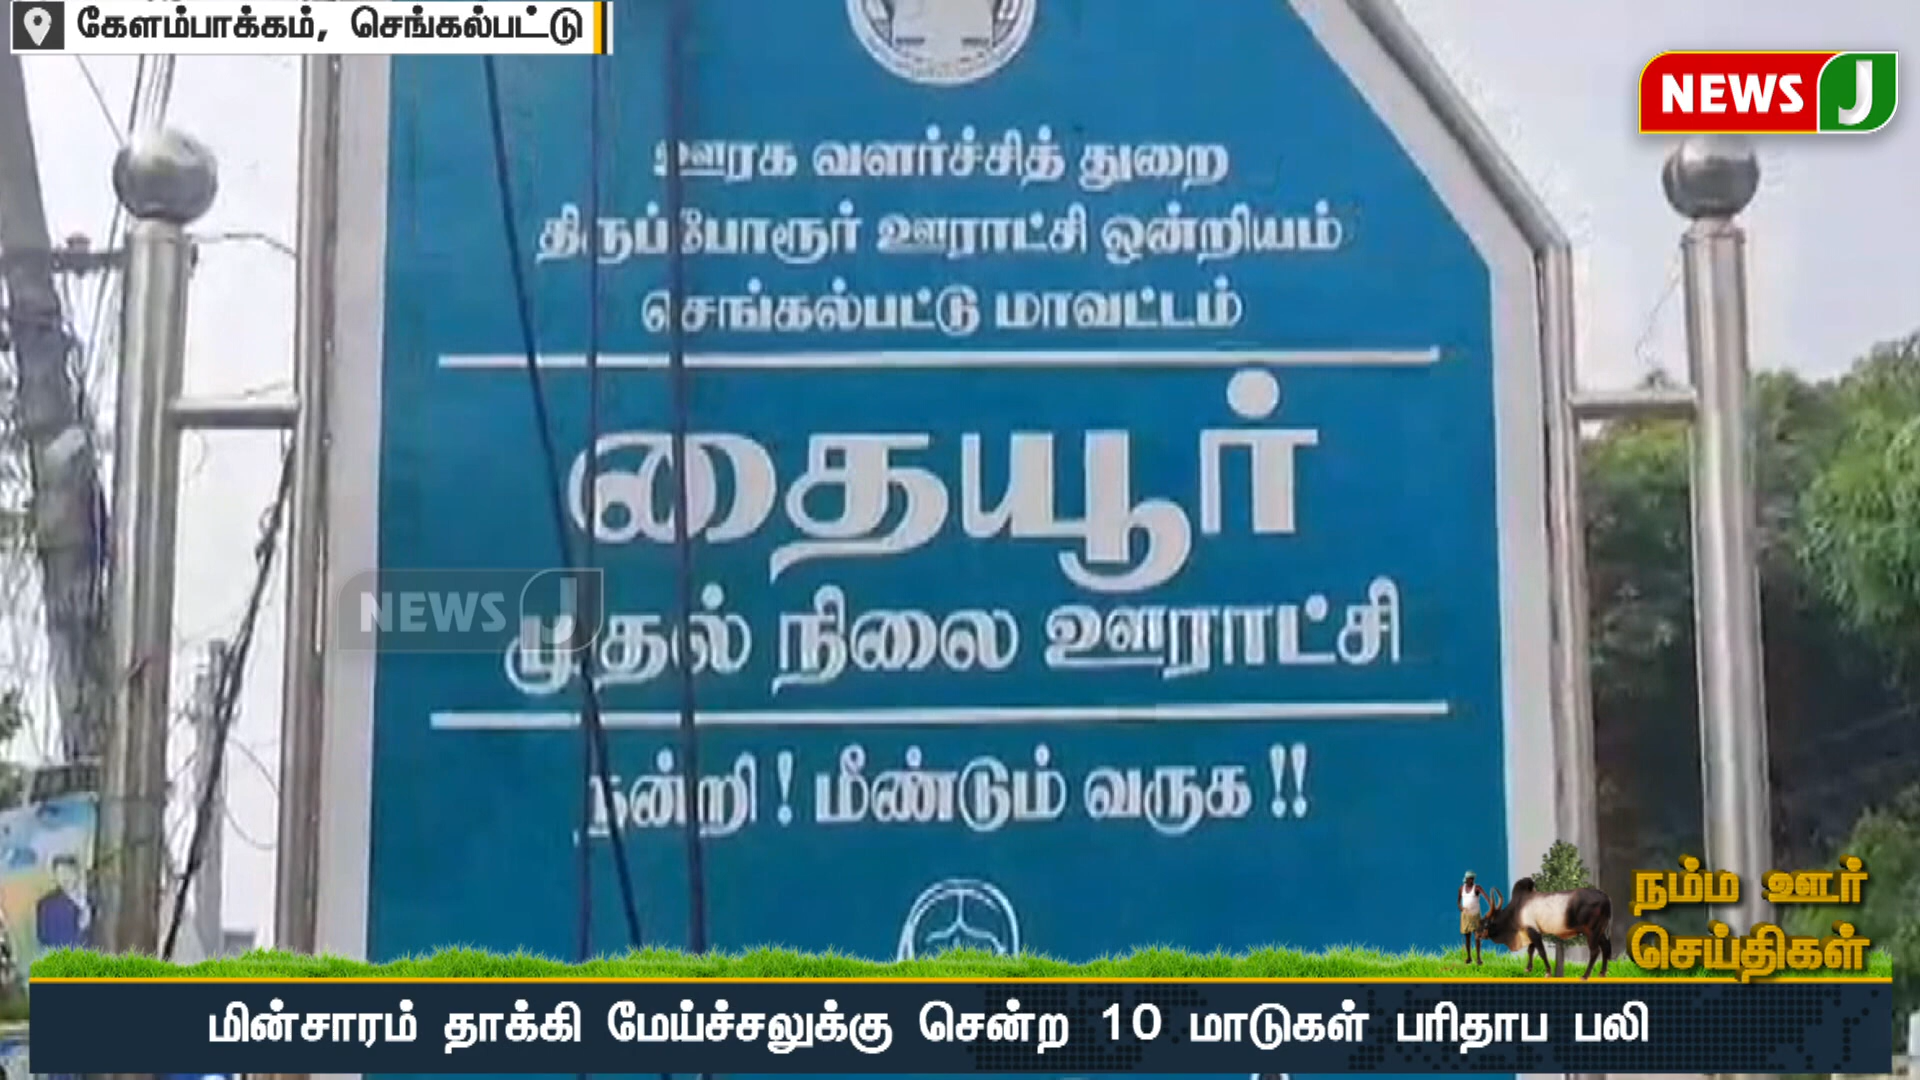 கேளம்பாக்கம், செங்கல்பட்டு
NEWS J
ஊரக வளர்ச்சித் துறை
திருப்போரூர் ஊராட்சி ஒன்றியம்
செங்கல்பட்டு மாவட்டம்
தையூர்
NEWS J
முதல் நிலை ஊராட்சி
நன்றி ! மீண்டும் வருக !!
நம்ம ஊர்
செய்திகள்
மின்சாரம் தாக்கி மேய்ச்சலுக்கு சென்ற 10 மாடுகள் பரிதாப பலி